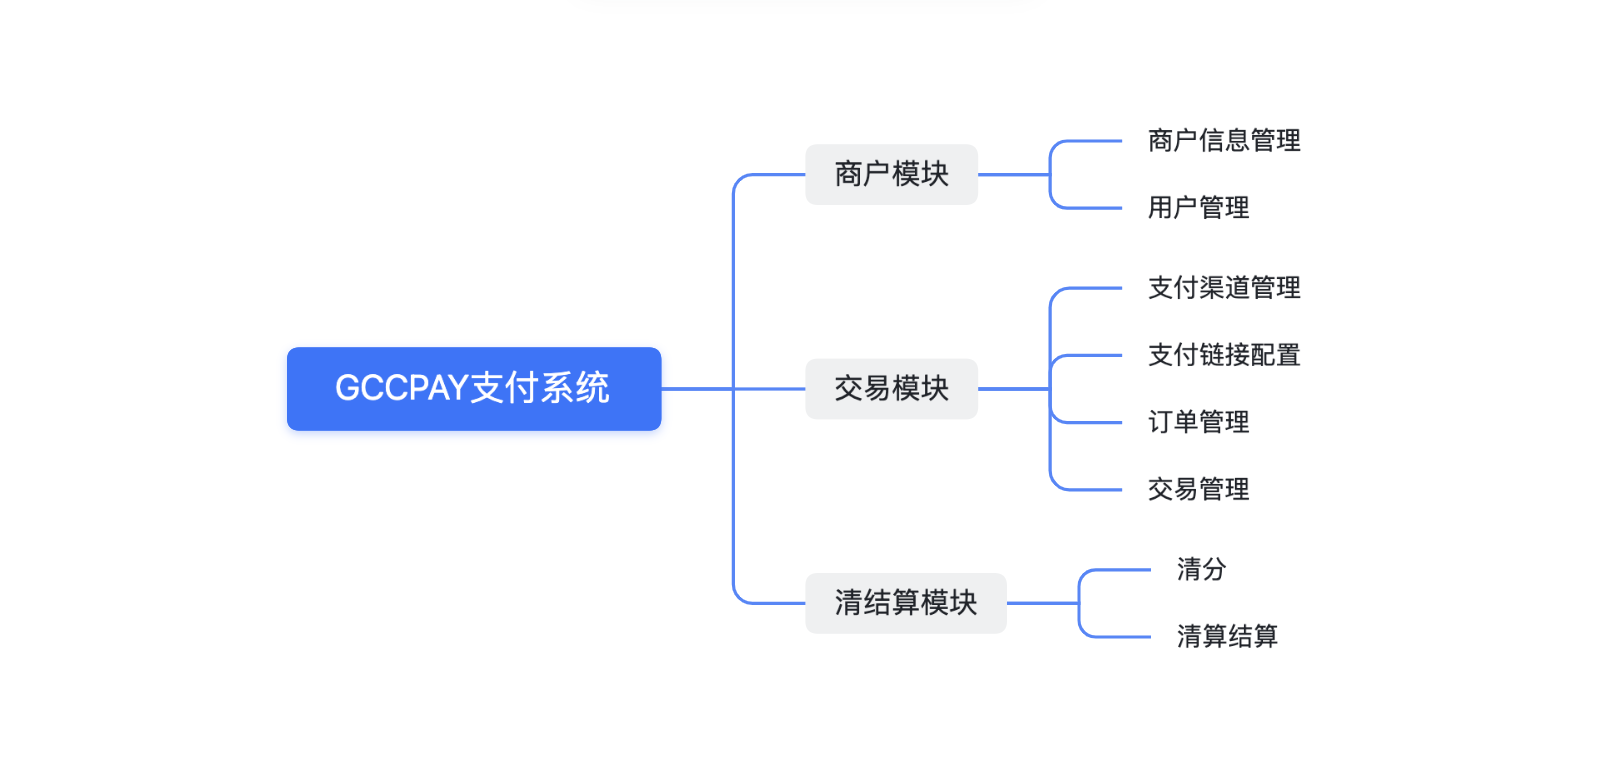 GCCPAY支付系统
商户模块
商户信息管理
用户管理
交易模块
支付渠道管理
支付链接配置
订单管理
交易管理
清结算模块
清分
清算结算